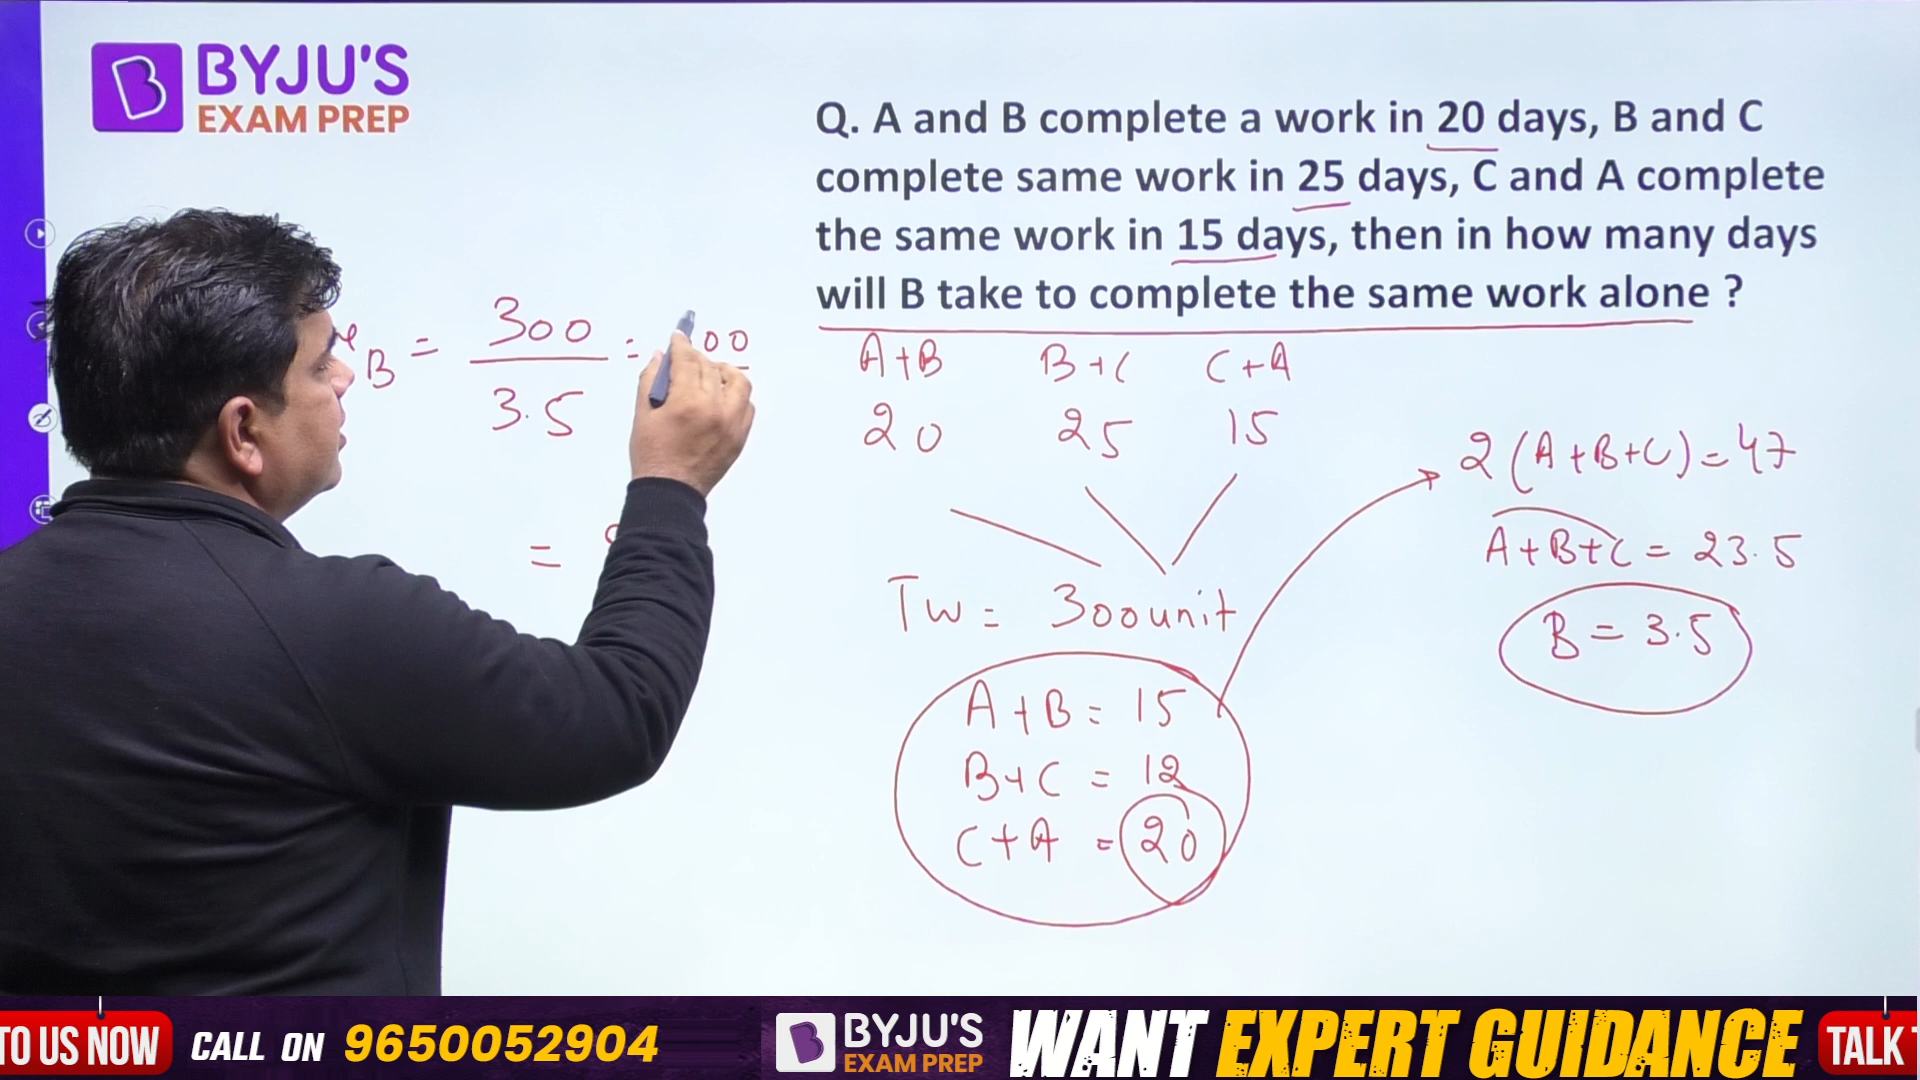 BYJU'S
EXAM PREP
Q. A and B complete a work in 20 days, B and C
complete same work in 25 days, C and A complete
the same work in 15 days, then in how many days
will B take to complete the same work alone ?
B = 300 / 3.5 = 00
=
A+B B+C C+A
20 25 15
TW = 300 unit
A+B = 15
B+C = 12
C+A = 20
2(A+B+C) = 47
A+B+C = 23.5
B = 3.5
TO US NOW
CALL ON 9650052904
BYJU'S
EXAM PREP
WANT EXPERT GUIDANCE
TALK